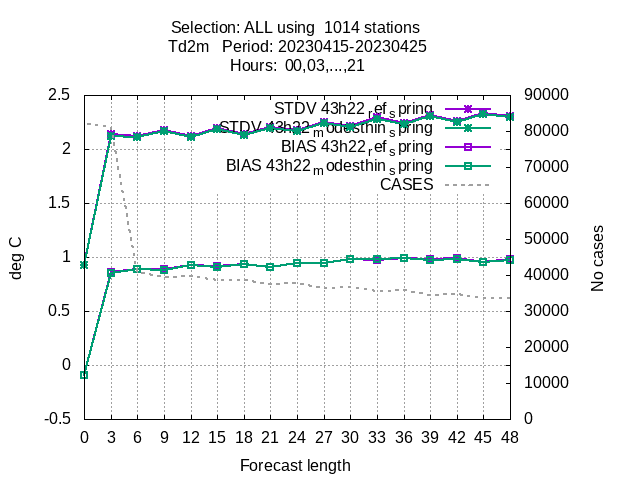 Selection: ALL using  1014 stations
Td2m   Period: 20230415-20230425
Hours:  00,03,...,21
STDV 43h22_ref_spring
STDV 43h22_modesthin_spring
BIAS 43h22_ref_spring
BIAS 43h22_modesthin_spring
CASES
2.5
2
1.5
1
0.5
0
-0.5
deg C
90000
80000
70000
60000
50000
40000
30000
20000
10000
0
No cases
0 3 6 9 12 15 18 21 24 27 30 33 36 39 42 45 48
Forecast length